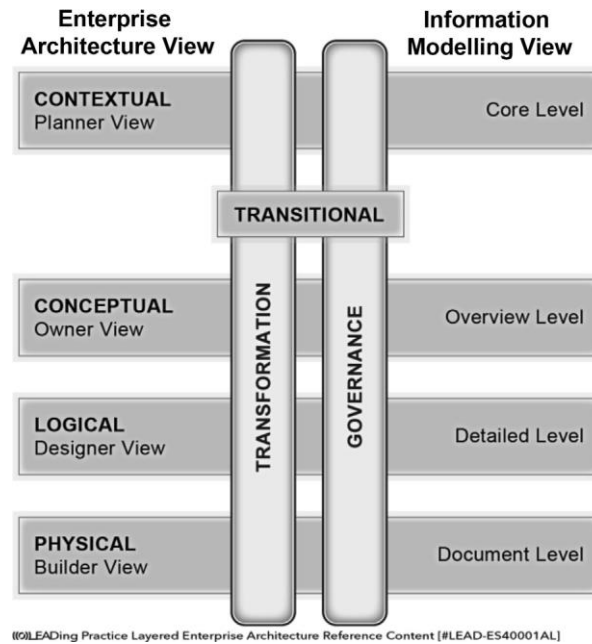 Enterprise
Architecture View
Information
Modelling View
CONTEXTUAL
Planner View
Core Level
TRANSITIONAL
CONCEPTUAL
Owner View
Overview Level
TRANSFORMATION
GOVERNANCE
LOGICAL
Designer View
Detailed Level
PHYSICAL
Builder View
Document Level
LEADing Practice Layered Enterprise Architecture Reference Content [#LEAD-ES40001AL]